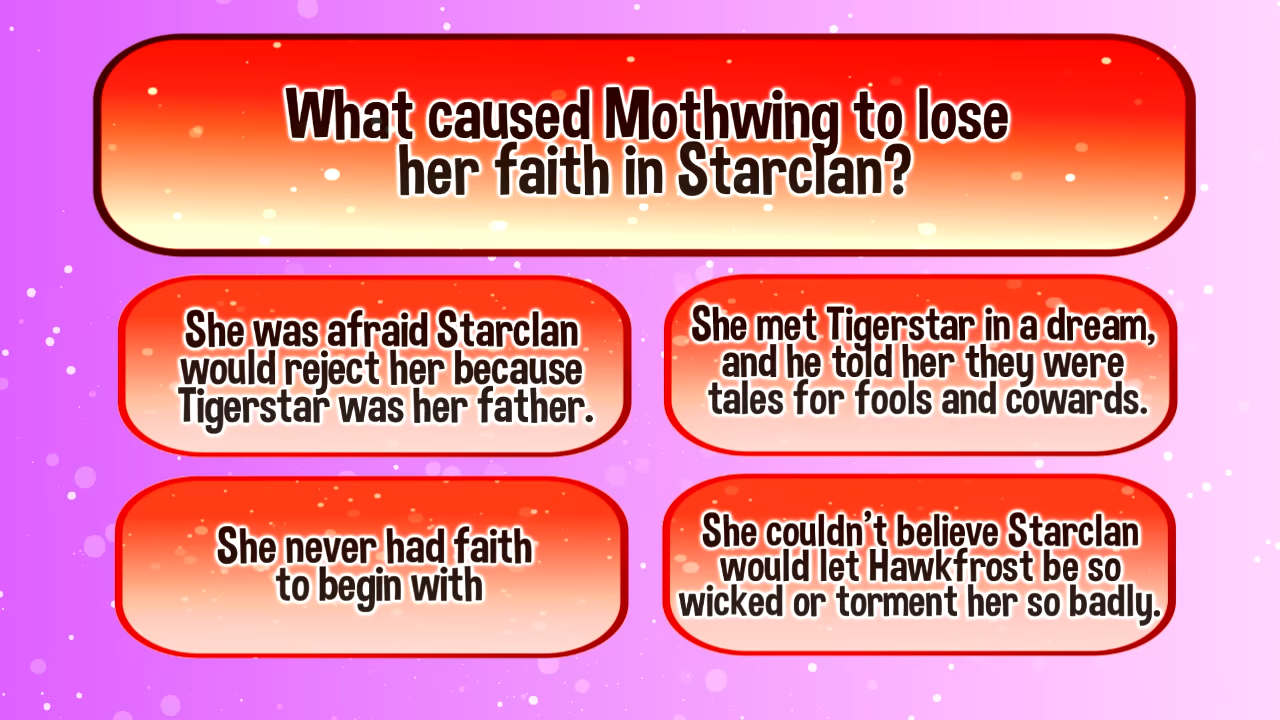 What caused Mothwing to lose
her faith in Starclan?
She was afraid Starclan
would reject her because
Tigerstar was her father.
She met Tigerstar in a dream,
and he told her they were
tales for fools and cowards.
She never had faith
to begin with
She couldn't believe Starclan
would let Hawkfrost be so
wicked or torment her so badly.